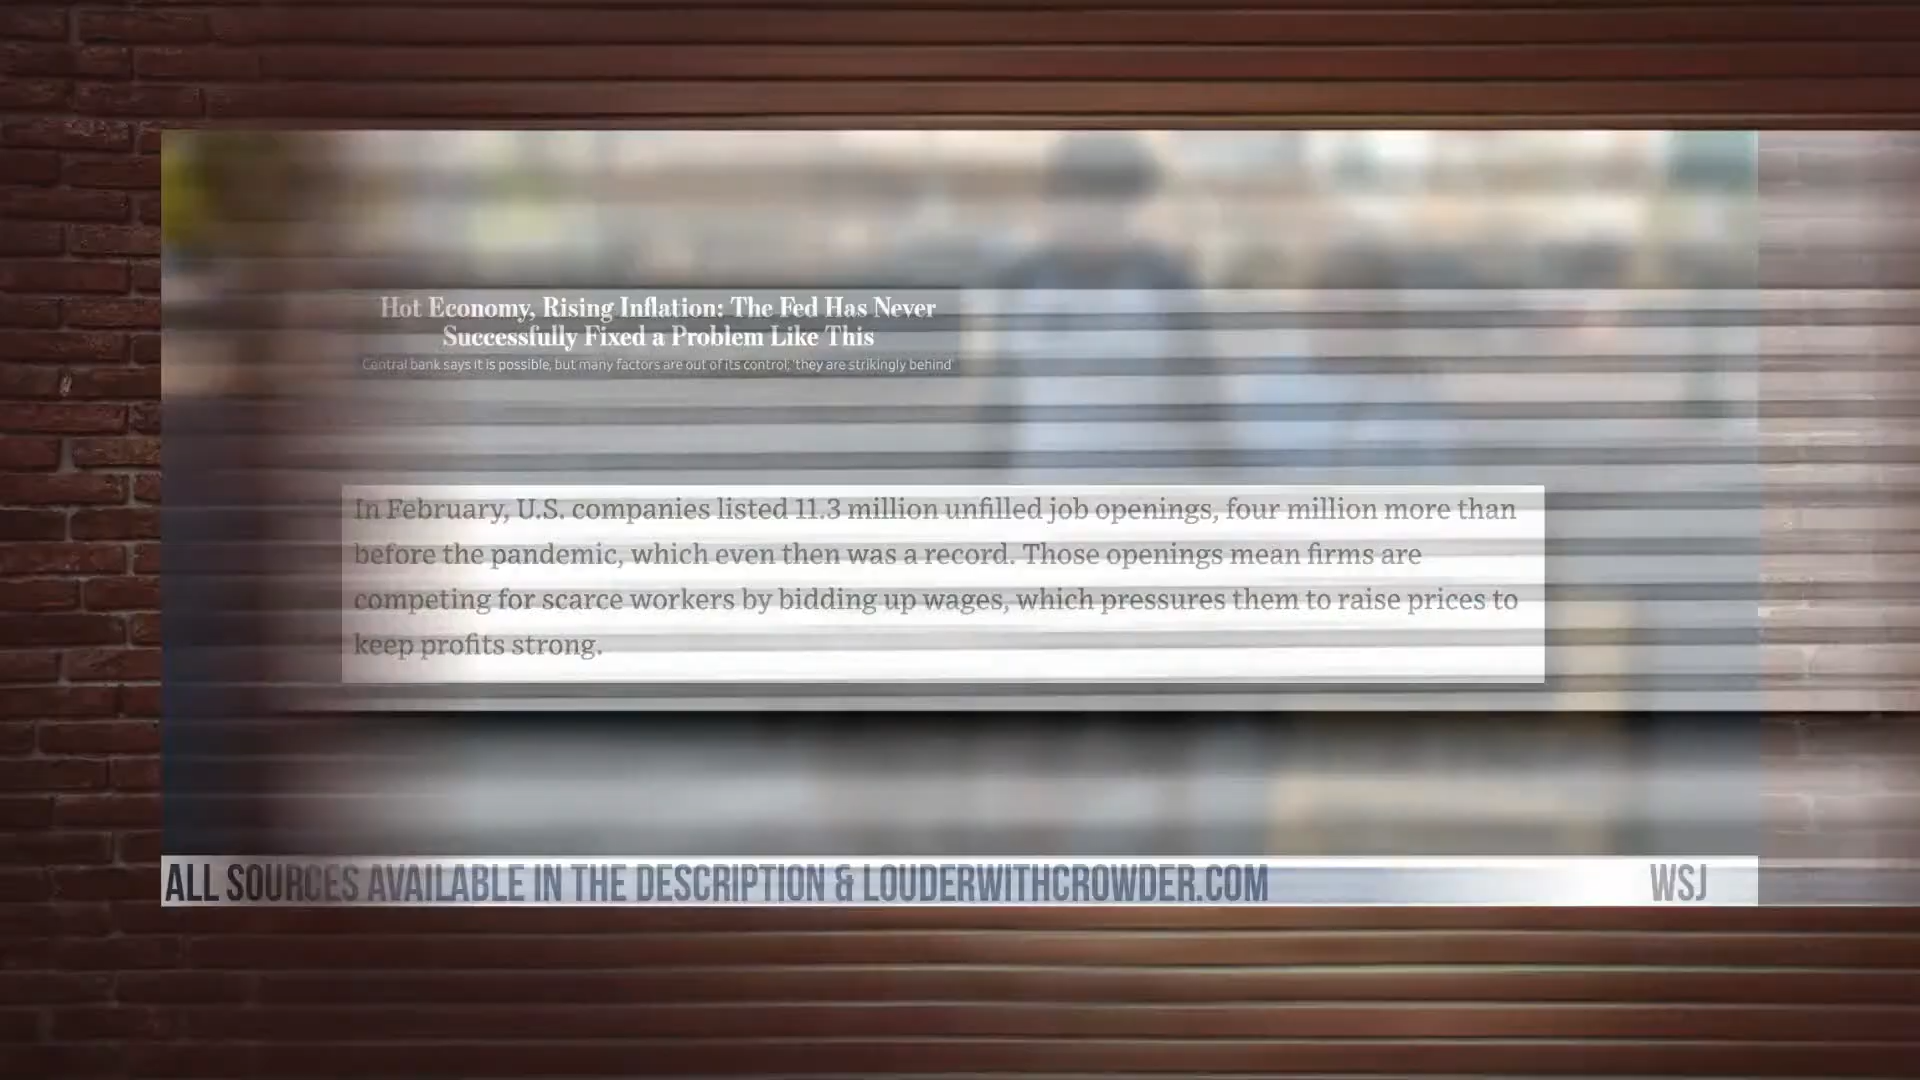 Hot Economy, Rising Inflation: The Fed Has Never
Successfully Fixed a Problem Like This
Central bank says it is possible, but many factors are out of its control; 'they are strikingly behind'
In February, U.S. companies listed 11.3 million unfilled job openings, four million more than
before the pandemic, which even then was a record. Those openings mean firms are
competing for scarce workers by bidding up wages, which pressures them to raise prices to
keep profits strong.
ALL SOURCES AVAILABLE IN THE DESCRIPTION & LOUDERWITHCROWDER.COM
WSJ